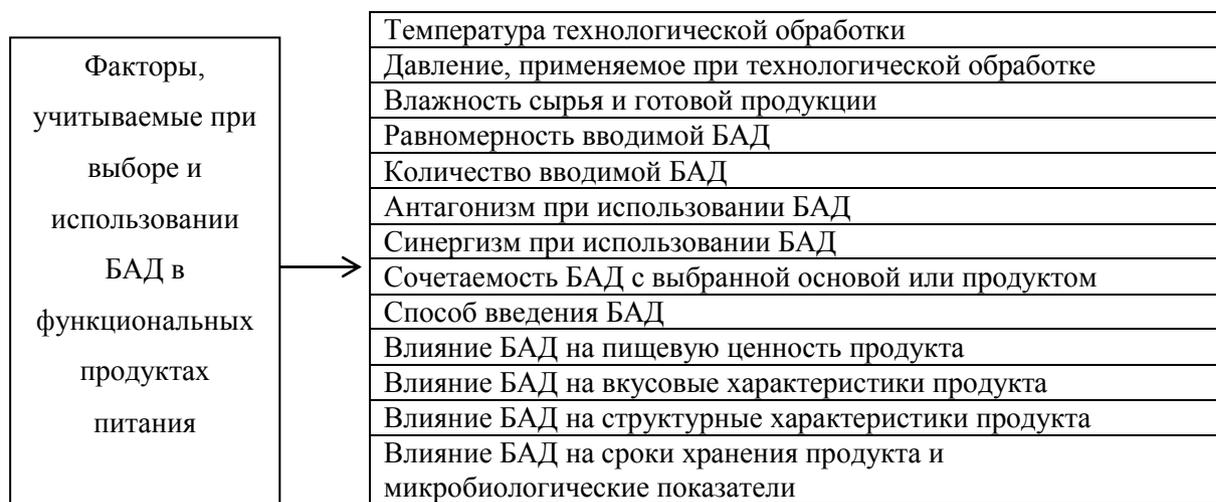 Факторы,
учитываемые при
выборе и
использовании
БАД в
функциональных
продуктах
питания
Температура технологической обработки
Давление, применяемое при технологической обработке
Влажность сырья и готовой продукции
Равномерность вводимой БАД
Количество вводимой БАД
Антагонизм при использовании БАД
Синергизм при использовании БАД
Сочетаемость БАД с выбранной основой или продуктом
Способ введения БАД
Влияние БАД на пищевую ценность продукта
Влияние БАД на вкусовые характеристики продукта
Влияние БАД на структурные характеристики продукта
Влияние БАД на сроки хранения продукта и
микробиологические показатели